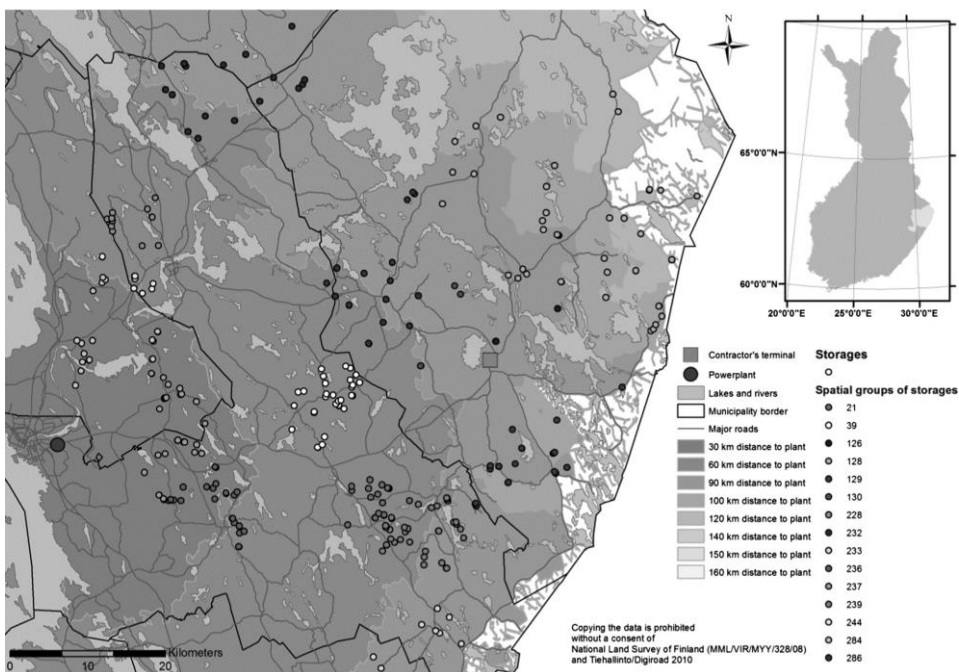 N
65°0'0"N
60°0'0"N
20°0'0"E 25°0'0"E 30°0'0"E
Contractor's terminal
Powerplant
Lakes and rivers
Municipality border
Major roads
30 km distance to plant
60 km distance to plant
90 km distance to plant
100 km distance to plant
120 km distance to plant
140 km distance to plant
150 km distance to plant
160 km distance to plant
Storages
Spatial groups of storages
21
39
126
128
129
130
228
232
233
236
237
239
244
284
286
Copying the data is prohibited
without a consent of
National Land Survey of Finland (MML/VIR/MYY/328/08)
and Tiehallinto/Digiroad 2010
Kilometers
0 5 10 20